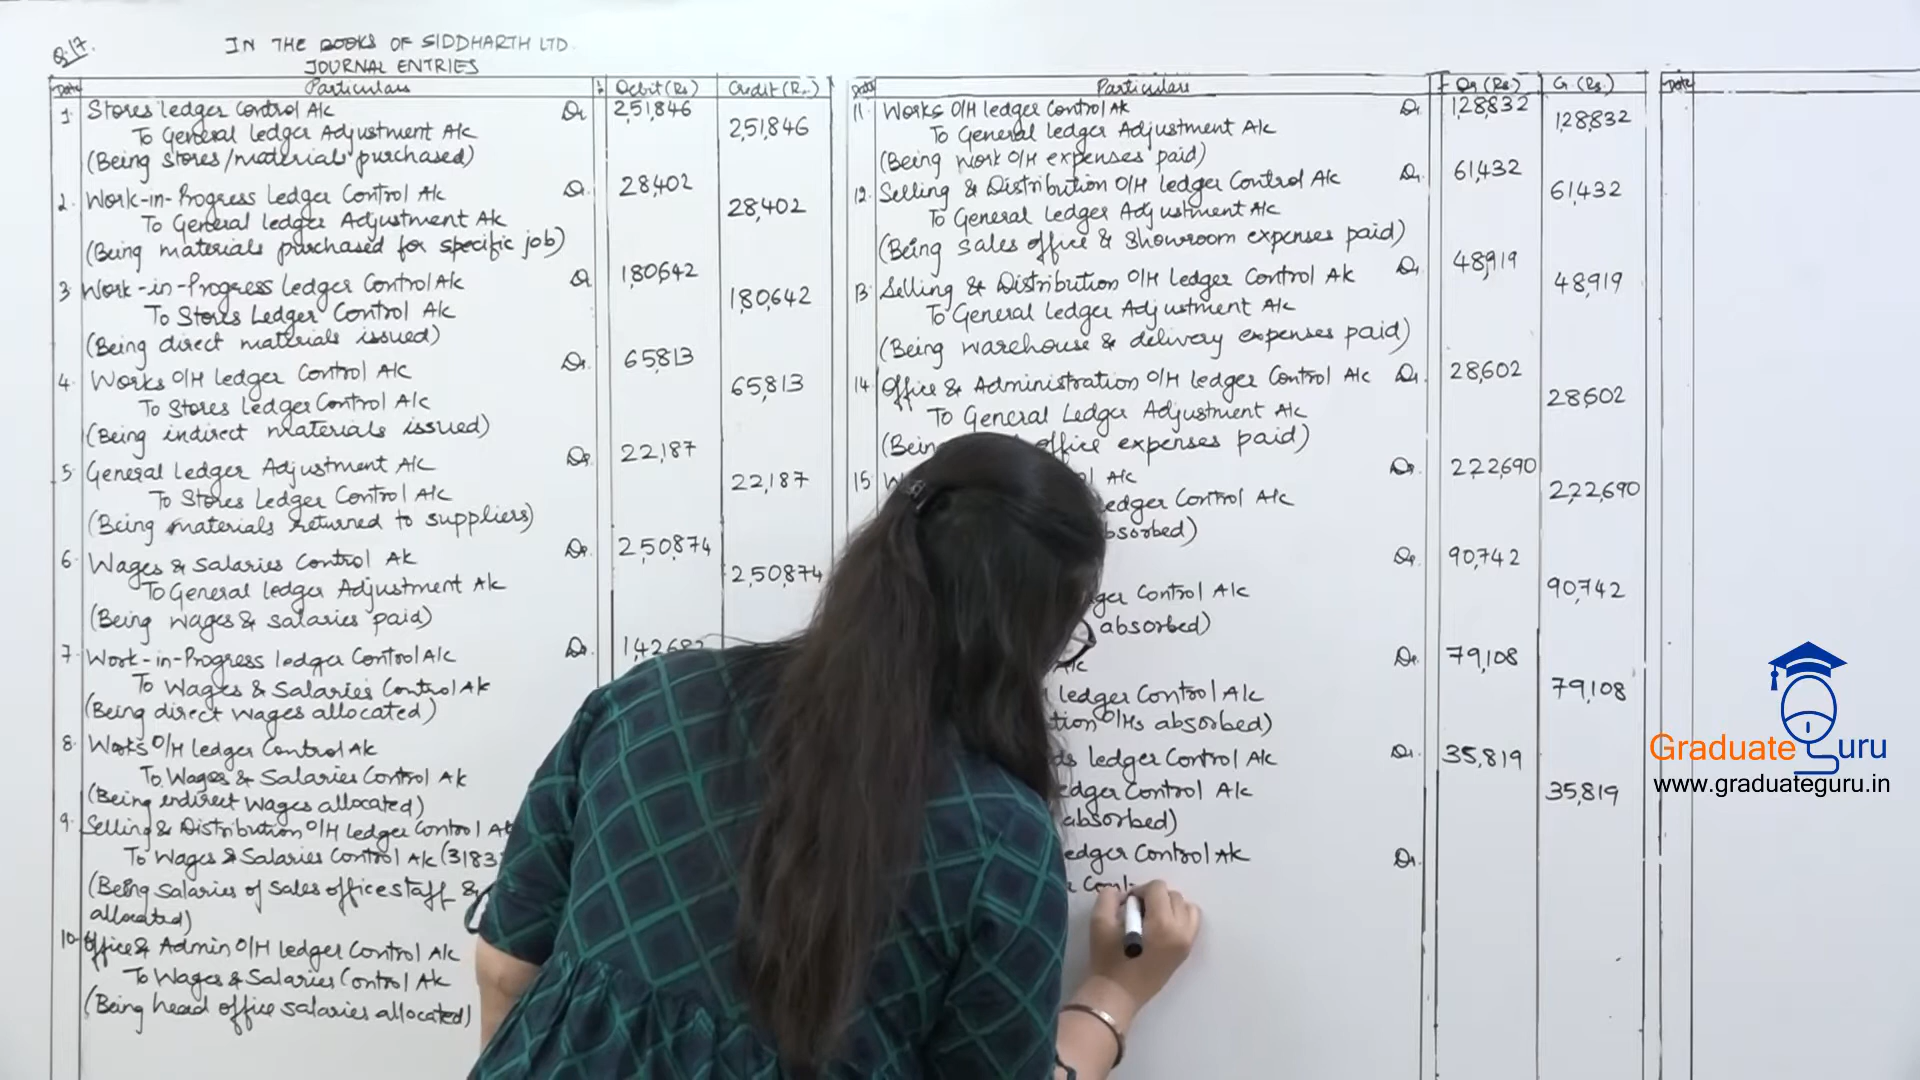 Q.17.
IN THE BOOKS OF SIDDHARTH LTD.
JOURNAL ENTRIES
Date Particulars Debit (Rs) Credit (Rs.)
1. Stores ledger Control A/c Dr 2,51,846
To General ledger Adjustment A/c 2,51,846
(Being stores/materials purchased)
2. Work-in-Progress Ledger Control A/c Dr. 28,402
To General ledger Adjustment A/c 28,402
(Being materials purchased for specific job)
3 Work-in-Progress Ledger Control A/c Dr 1,80,642
To Stores Ledger Control A/c 1,80,642
(Being direct materials issued)
4. Works O/H ledger Control A/c Dr. 65,813
To Stores Ledger Control A/c 65,813
(Being indirect materials issued)
5. General Ledger Adjustment A/c Dr 22,187
To Stores Ledger Control A/c 22,187
(Being materials returned to suppliers)
6. Wages & Salaries Control A/c Dr. 2,50,874
To General ledger Adjustment A/c 2,50,874
(Being wages & salaries paid)
7. Work-in-Progress ledger Control A/c Dr.
To Wages & Salaries Control A/c
(Being direct wages allocated)
8. Works O/H ledger Control A/c
To Wages & Salaries Control A/c
(Being indirect wages allocated)
9. Selling & Distribution O/H Ledger Control
To Wages & Salaries Control A/c
(Being Salaries of Sales office staff &
allocated)
10. Office & Admin O/H ledger Control A/c
To Wages & Salaries Control A/c
(Being head office salaries allocated)
Date Particulars Dr (Rs.) Cr (Rs.)
11. Works O/H ledger Control A/c Dr 1,28,832
To General ledger Adjustment A/c 1,28,832
(Being work O/H expenses paid)
12. Selling & Distribution O/H ledger Control A/c Dr. 61,432
To General Ledger Adjustment A/c 61,432
(Being Sales office & Showroom expenses paid)
13. Selling & Distribution O/H Ledger Control A/c Dr. 48,919
To General Ledger Adjustment A/c 48,919
(Being warehouse & delivery expenses paid)
14. Office & Administration O/H ledger Control A/c Dr. 28,602
To General Ledger Adjustment A/c 28,602
(Being office expenses paid)
15 A/c Dr. 2,22,690
Control A/c 2,22,690
Dr. 90,742
Control A/c 90,742
absorbed)
A/c Dr. 79,108
ledger Control A/c 79,108
O/Hs absorbed)
ledger Control A/c Dr. 35,819
Control A/c 35,819
absorbed)
Control A/c Dr.
Date
Graduate Guru
www.graduateguru.in